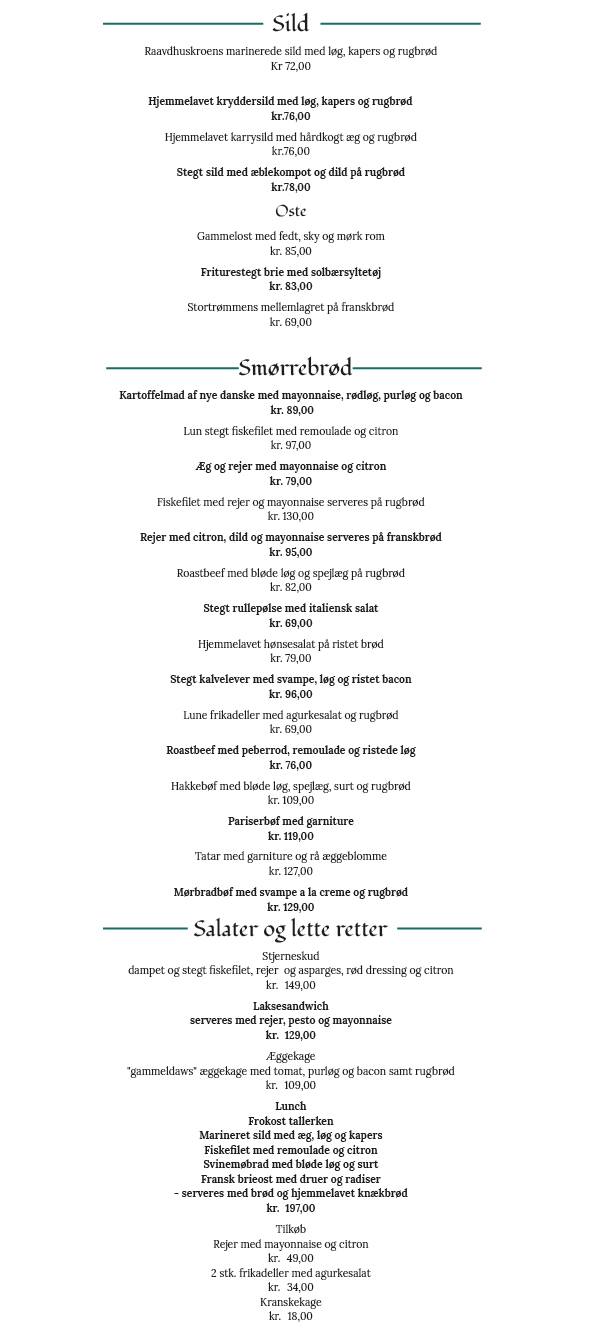 Sild
Raavdhuskroens marinerede sild med løg, kapers og rugbrød
Kr 72,00
Hjemmelavet kryddersild med løg, kapers og rugbrød
kr.76,00
Hjemmelavet karrysild med hårdkogt æg og rugbrød
kr.76,00
Stegt sild med æblekompot og dild på rugbrød
kr.78,00
Oste
Gammelost med fedt, sky og mørk rom
kr. 85,00
Friturestegt brie med solbærsyltetøj
kr. 83,00
Stortrømmens mellemlagret på franskbrød
kr. 69,00
Smørrebrød
Kartoffelmad af nye danske med mayonnaise, rødløg, purløg og bacon
kr. 89,00
Lun stegt fiskefilet med remoulade og citron
kr. 97,00
Æg og rejer med mayonnaise og citron
kr. 79,00
Fiskefilet med rejer og mayonnaise serveres på rugbrød
kr. 130,00
Rejer med citron, dild og mayonnaise serveres på franskbrød
kr. 95,00
Roastbeef med bløde løg og spejlæg på rugbrød
kr. 82,00
Stegt rullepølse med italiensk salat
kr. 69,00
Hjemmelavet hønsesalat på ristet brød
kr. 79,00
Stegt kalvelever med svampe, løg og ristet bacon
kr. 96,00
Lune frikadeller med agurkesalat og rugbrød
kr. 69,00
Roastbeef med peberrod, remoulade og ristede løg
kr. 76,00
Hakkebøf med bløde løg, spejlæg, surt og rugbrød
kr. 109,00
Pariserbøf med garniture
kr. 119,00
Tatar med garniture og rå æggeblomme
kr. 127,00
Mørbradbøf med svampe a la creme og rugbrød
kr. 129,00
Salater og lette retter
Stjerneskud
dampet og stegt fiskefilet, rejer og asparges, rød dressing og citron
kr. 149,00
Laksesandwich
serveres med rejer, pesto og mayonnaise
kr. 129,00
Æggekage
"gammeldaws" æggekage med tomat, purløg og bacon samt rugbrød
kr. 109,00
Lunch
Frokost tallerken
Marineret sild med æg, løg og kapers
Fiskefilet med remoulade og citron
Svinemøbrad med bløde løg og surt
Fransk brieost med druer og radiser
- serveres med brød og hjemmelavet knækbrød
kr. 197,00
Tilkøb
Rejer med mayonnaise og citron
kr. 49,00
2 stk. frikadeller med agurkesalat
kr. 34,00
Kranskekage
kr. 18,00